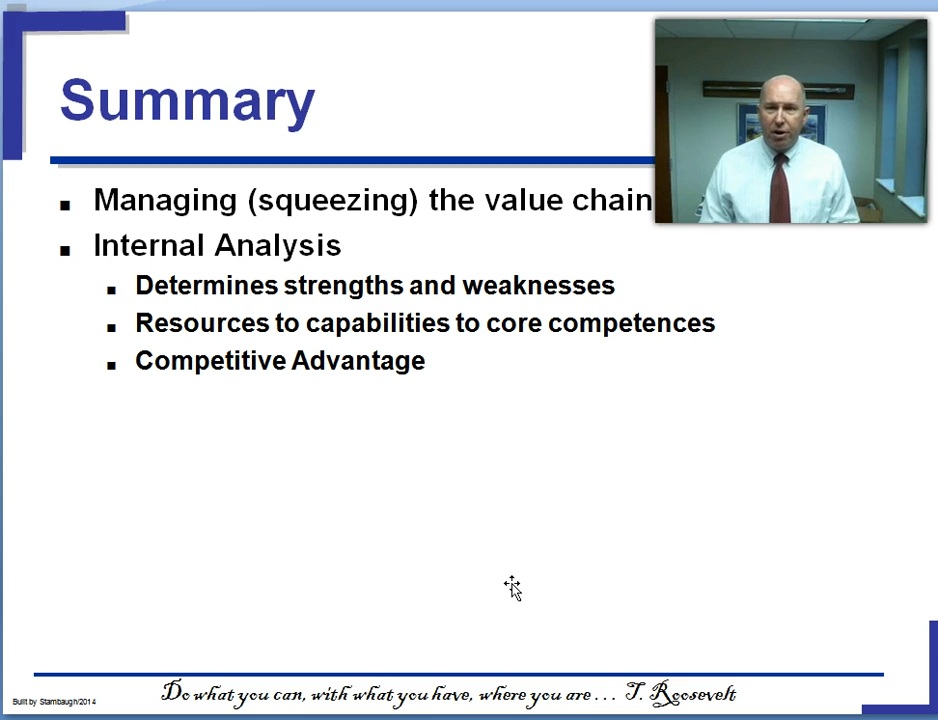 Summary
Managing (squeezing) the value chain
Internal Analysis
Determines strengths and weaknesses
Resources to capabilities to core competences
Competitive Advantage
Do what you can, with what you have, where you are . . . T. Roosevelt
Built by Stambaugh/2014